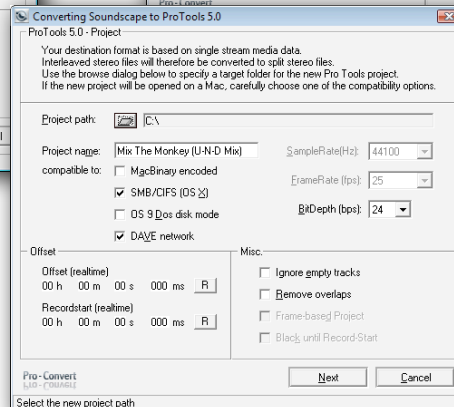 Converting Soundscape to ProTools 5.0
ProTools 5.0 - Project
Your destination format is based on single stream media data.
Interleaved stereo files will therefore be converted to split stereo files.
Use the browse dialog below to specify a target folder for the new Pro Tools project.
If the new project will be opened on a Mac, carefully choose one of the compatibility options.
Project path: C:\
Project name: Mix The Monkey (U-N-D Mix) SampleRate(Hz): 44100
compatible to: MacBinary encoded
SMB/CIFS (OS X) FrameRate (fps): 25
OS 9 Dos disk mode BitDepth (bps): 24
DAVE network
Offset Misc.
Offset (realtime) Ignore empty tracks
00 h 00 m 00 s 000 ms R
Remove overlaps
Recordstart (realtime) Frame-based Project
00 h 00 m 00 s 000 ms R
Black until Record-Start
Pro-Convert Next Cancel
Select the new project path